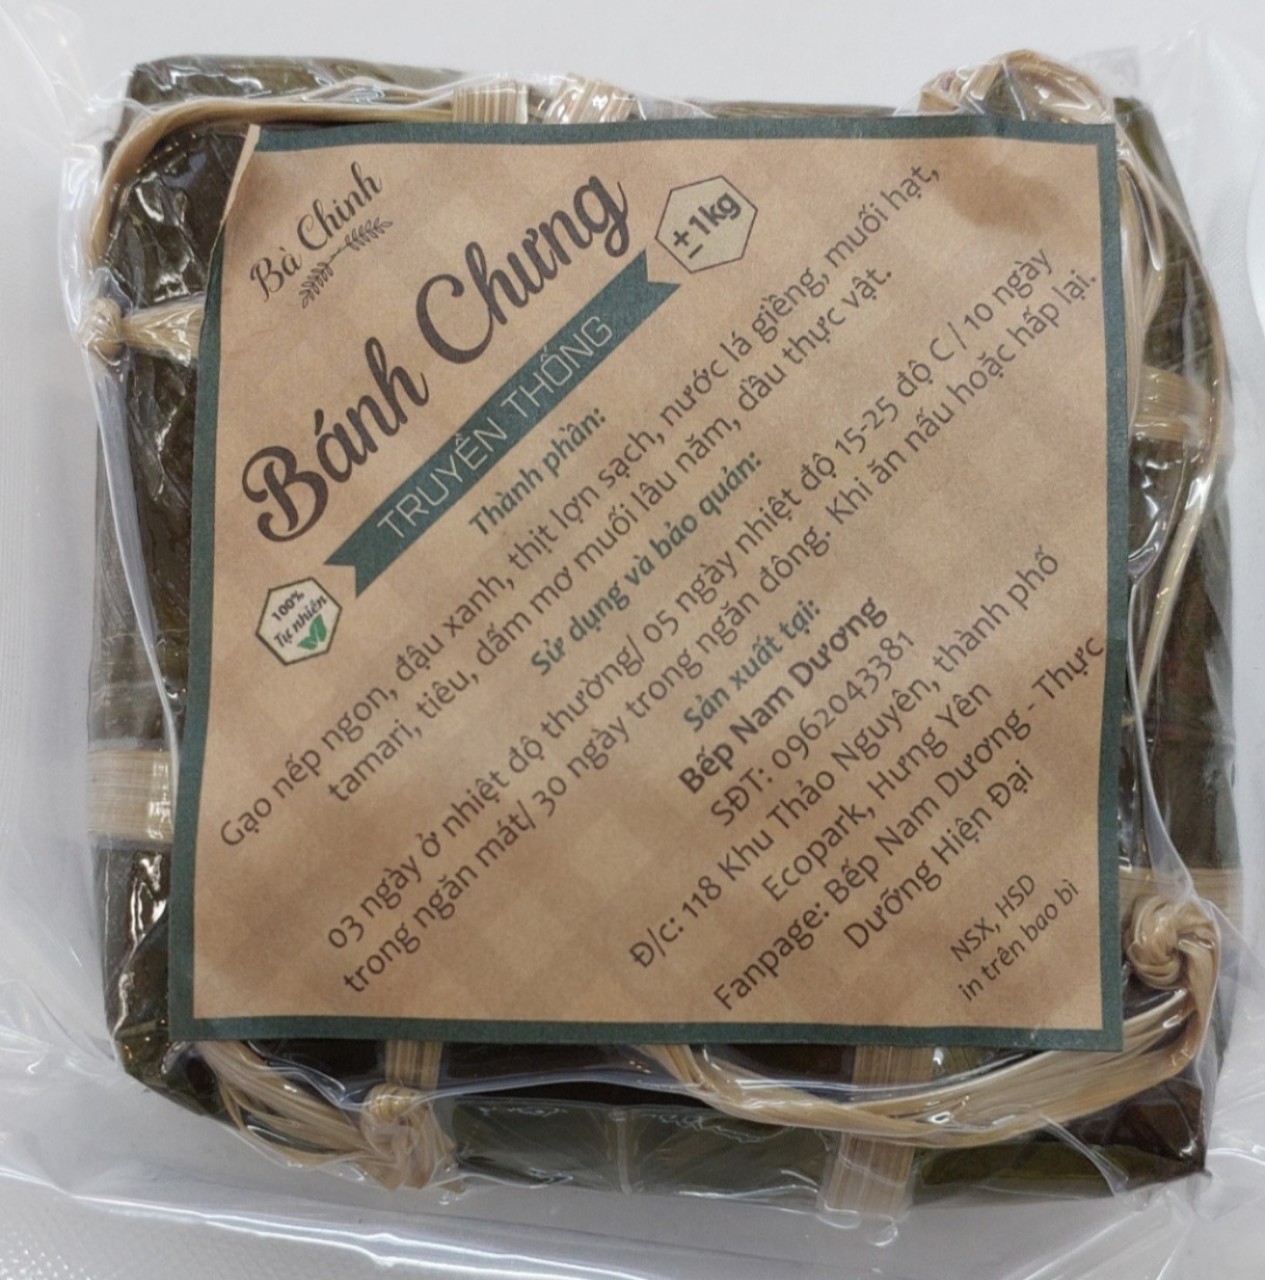 Bà Chinh
Bánh Chưng
±1kg
TRUYỀN THỐNG
100%
Tự nhiên
Thành phần:
Gạo nếp ngon, đậu xanh, thịt lợn sạch, nước lá giềng, muối hạt,
tamari, tiêu, dấm mơ muối lâu năm, dầu thực vật.
Sử dụng và bảo quản:
03 ngày ở nhiệt độ thường/ 05 ngày nhiệt độ 15-25 độ C / 10 ngày
trong ngăn mát/ 30 ngày trong ngăn đông. Khi ăn nấu hoặc hấp lại.
Sản xuất tại:
Bếp Nam Dương
SĐT: 0962043381
Đ/c: 118 Khu Thảo Nguyên, thành phố
Ecopark, Hưng Yên
Fanpage: Bếp Nam Dương - Thực
Dưỡng Hiện Đại
NSX, HSD
in trên bao bì